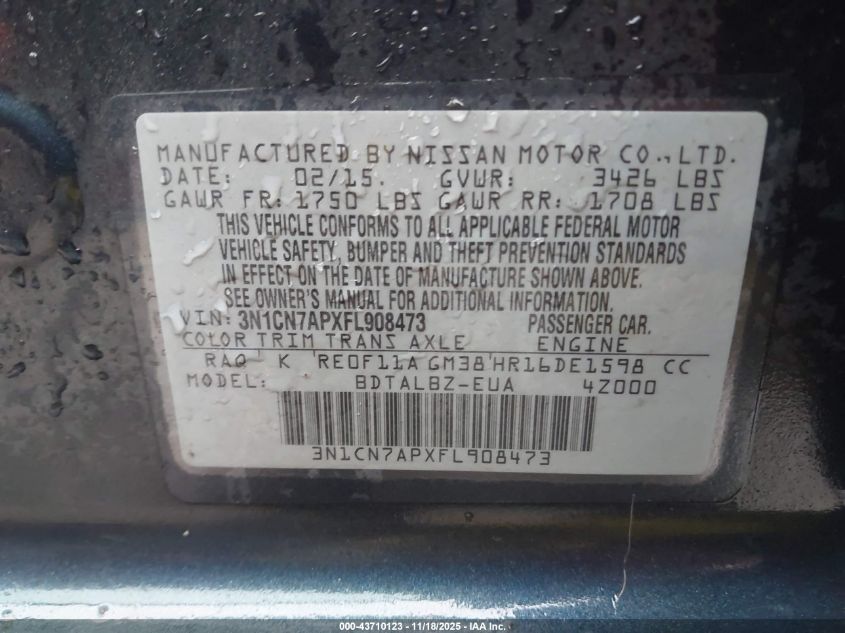 MANUFACTURED BY NISSAN MOTOR CO., LTD.
DATE: 02/15. GVWR: 3426 LBS
GAWR FR: 1750 LBS GAWR RR: 1708 LBS
THIS VEHICLE CONFORMS TO ALL APPLICABLE FEDERAL MOTOR
VEHICLE SAFETY, BUMPER AND THEFT PREVENTION STANDARDS
IN EFFECT ON THE DATE OF MANUFACTURE SHOWN ABOVE.
SEE OWNER'S MANUAL FOR ADDITIONAL INFORMATION.
VIN: 3N1CN7APXFL908473 PASSENGER CAR.
COLOR TRIM TRANS AXLE ENGINE
RAQ K RE0F11A GM38 HR16DE1598 CC
MODEL: BDTALBZ-EUA 4Z000
3N1CN7APXFL908473
000-43710123 - 11/18/2025 - IAA Inc.